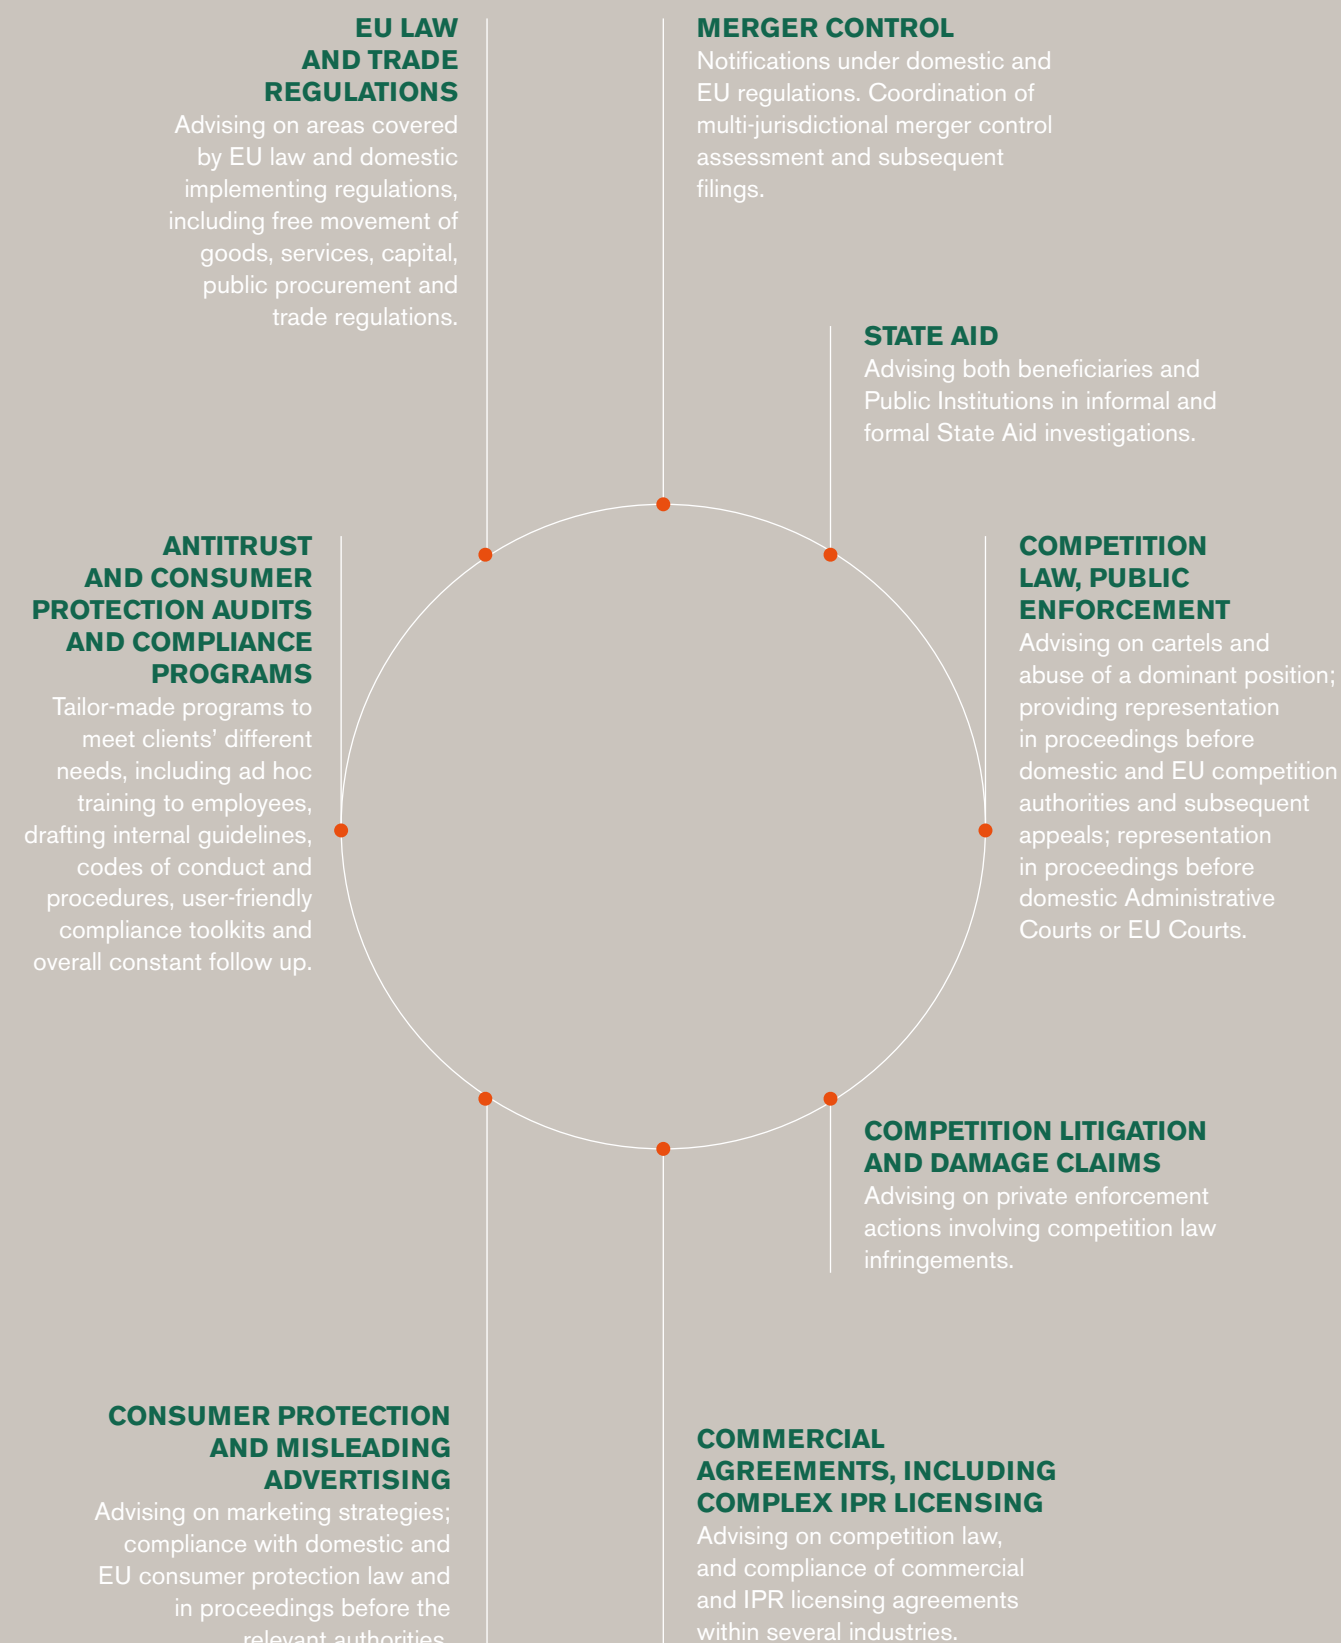 EU LAW
AND TRADE
REGULATIONS
Advising on areas covered
by EU law and domestic
implementing regulations,
including free movement of
goods, services, capital,
public procurement and
trade regulations.
MERGER CONTROL
Notifications under domestic and
EU regulations. Coordination of
multi-jurisdictional merger control
assessment and subsequent
filings.
STATE AID
Advising both beneficiaries and
Public Institutions in informal and
formal State Aid investigations.
ANTITRUST
AND CONSUMER
PROTECTION AUDITS
AND COMPLIANCE
PROGRAMS
Tailor-made programs to
meet clients’ different
needs, including ad hoc
training to employees,
drafting internal guidelines,
codes of conduct and
procedures, user-friendly
compliance toolkits and
overall constant follow up.
COMPETITION
LAW, PUBLIC
ENFORCEMENT
Advising on cartels and
abuse of a dominant position;
providing representation
in proceedings before
domestic and EU competition
authorities and subsequent
appeals; representation
in proceedings before
domestic Administrative
Courts or EU Courts.
COMPETITION LITIGATION
AND DAMAGE CLAIMS
Advising on private enforcement
actions involving competition law
infringements.
CONSUMER PROTECTION
AND MISLEADING
ADVERTISING
Advising on marketing strategies;
compliance with domestic and
EU consumer protection law and
in proceedings before the
relevant authorities.
COMMERCIAL
AGREEMENTS, INCLUDING
COMPLEX IPR LICENSING
Advising on competition law,
and compliance of commercial
and IPR licensing agreements
within several industries.